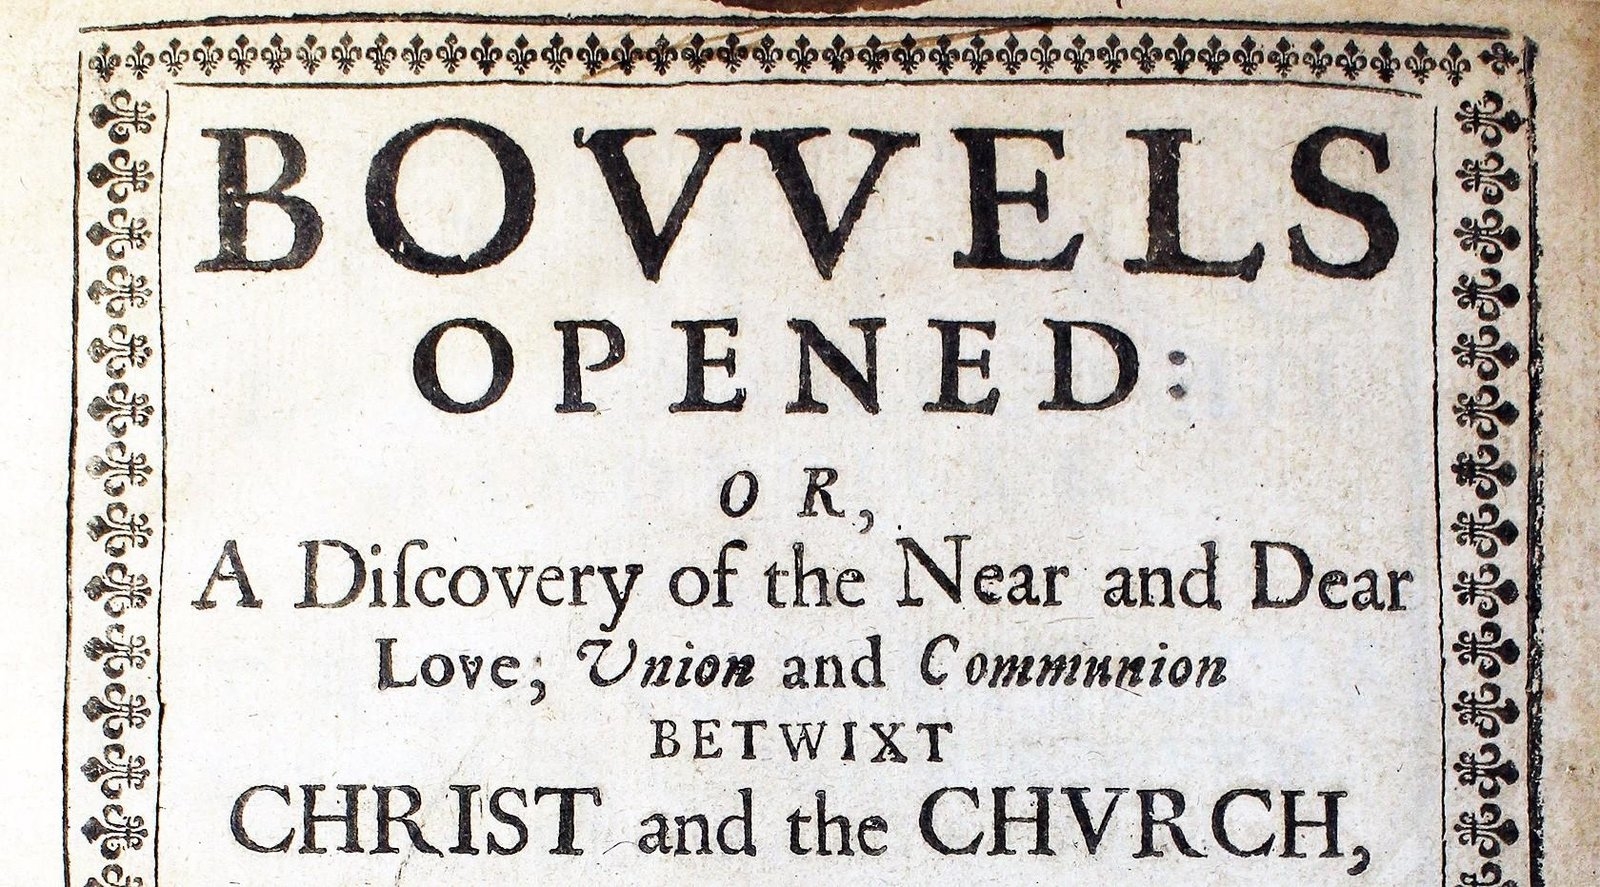 BOVVELS
OPENED:
OR,
A Diſcovery of the Near and Dear
Love; Vnion and Communion
BETWIXT
CHRIST and the CHVRCH,